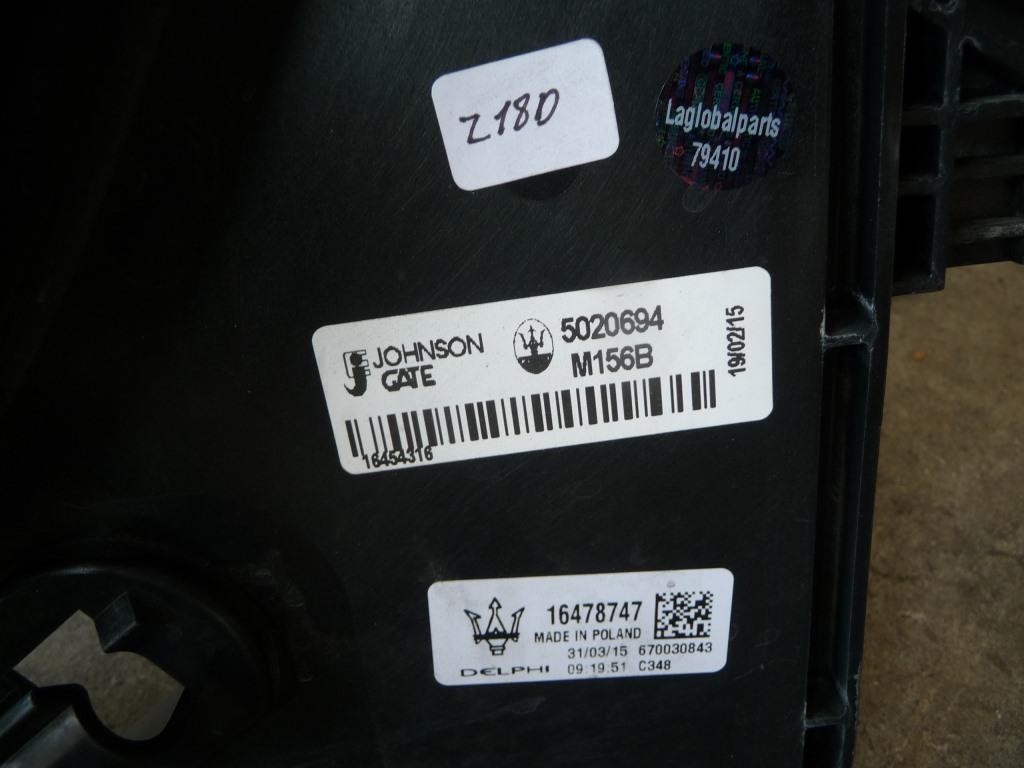 Z18D
Laglobalparts
79410
JOHNSON
GATE
5020694
M156B
19/02/15
16454316
16478747
MADE IN POLAND
31/03/15 670030843
DELPHI
09:19:51 C348